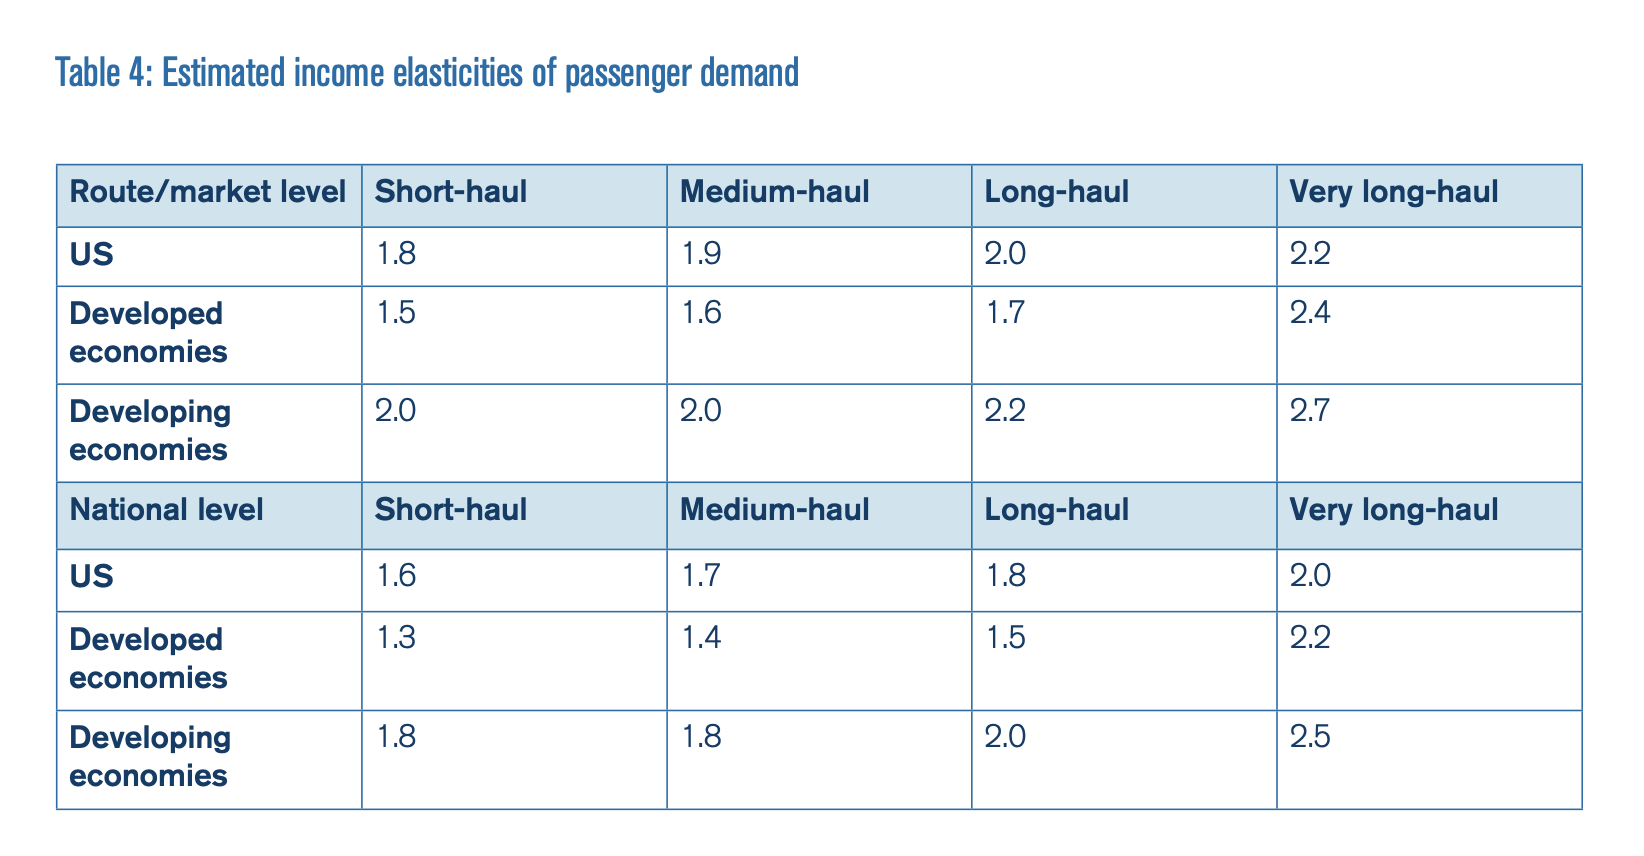 Table 4: Estimated income elasticities of passenger demand
Route/market level Short-haul Medium-haul Long-haul Very long-haul
US 1.8 1.9 2.0 2.2
Developed 1.5 1.6 1.7 2.4
economies
Developing 2.0 2.0 2.2 2.7
economies
National level Short-haul Medium-haul Long-haul Very long-haul
US 1.6 1.7 1.8 2.0
Developed 1.3 1.4 1.5 2.2
economies
Developing 1.8 1.8 2.0 2.5
economies